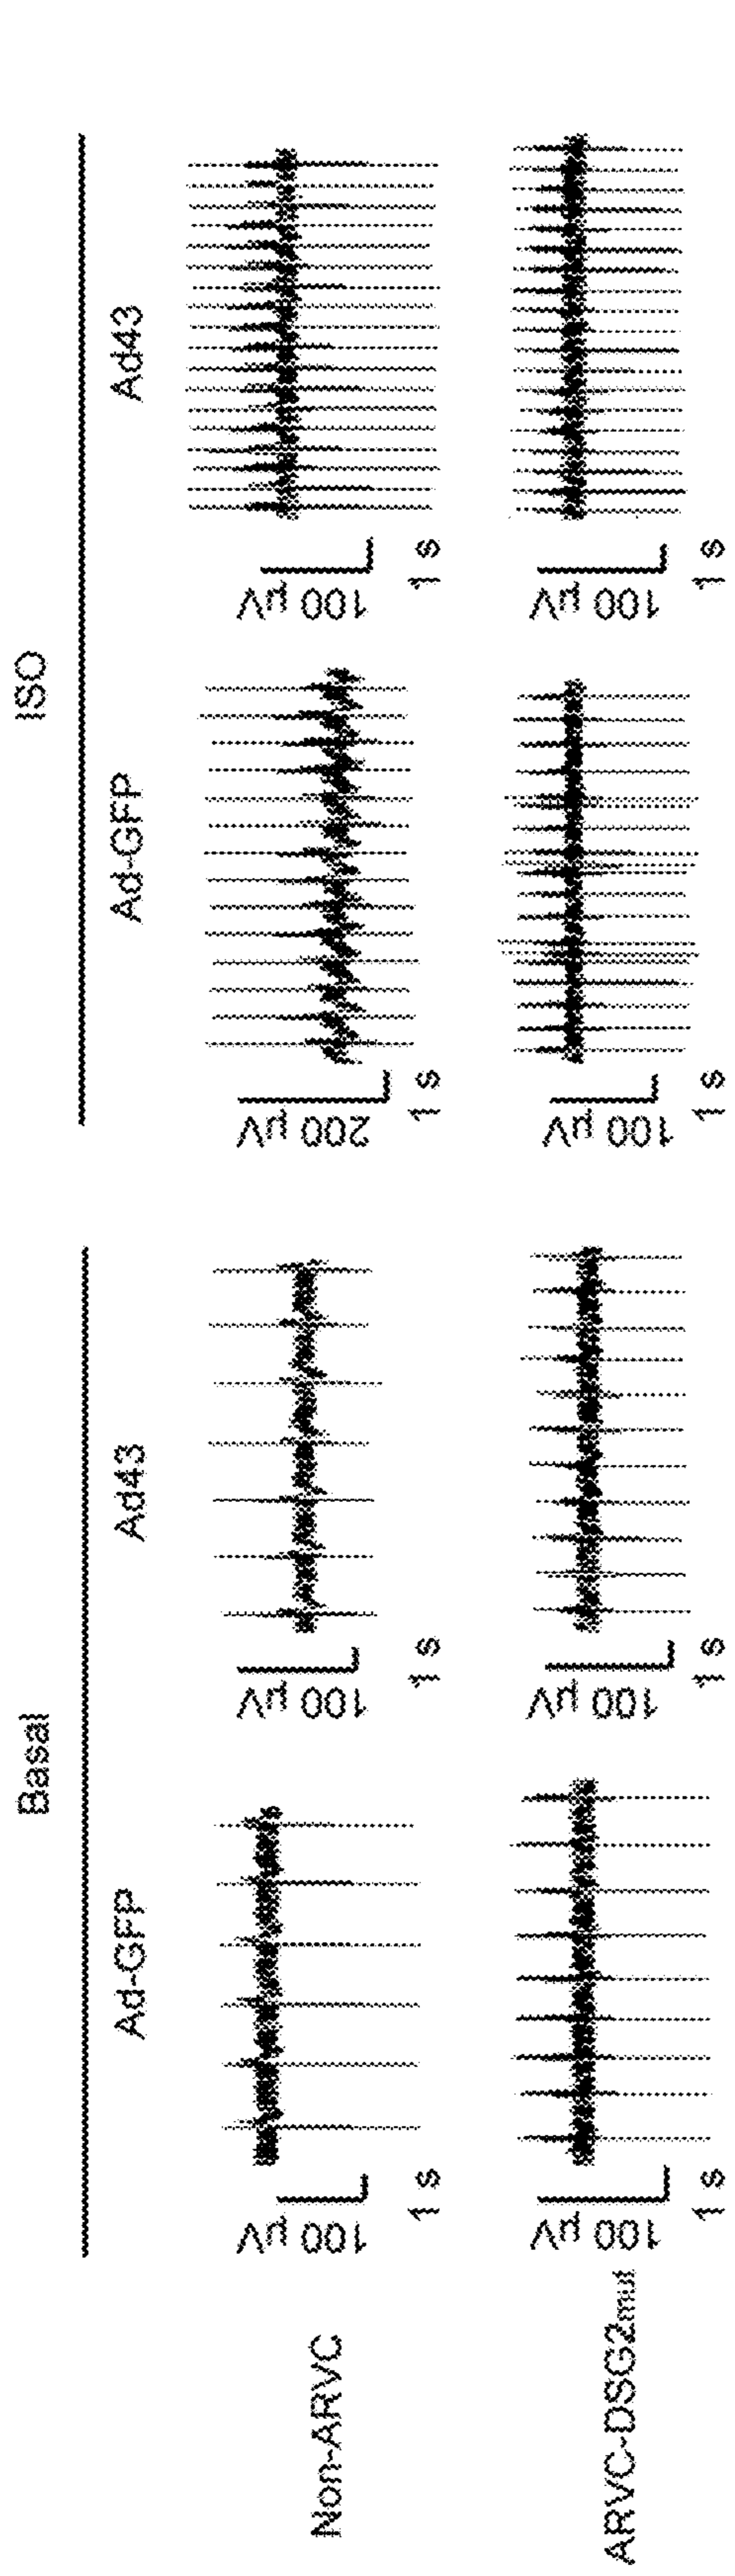 Basal ISO
Ad-GFP Ad43 Ad-GFP Ad43
Non-ARVC
100 µV 100 µV 200 µV 100 µV
1 s 1 s 1 s 1 s
ARVC-DSG2mut
100 µV 100 µV 100 µV 100 µV
1 s 1 s 1 s 1 s